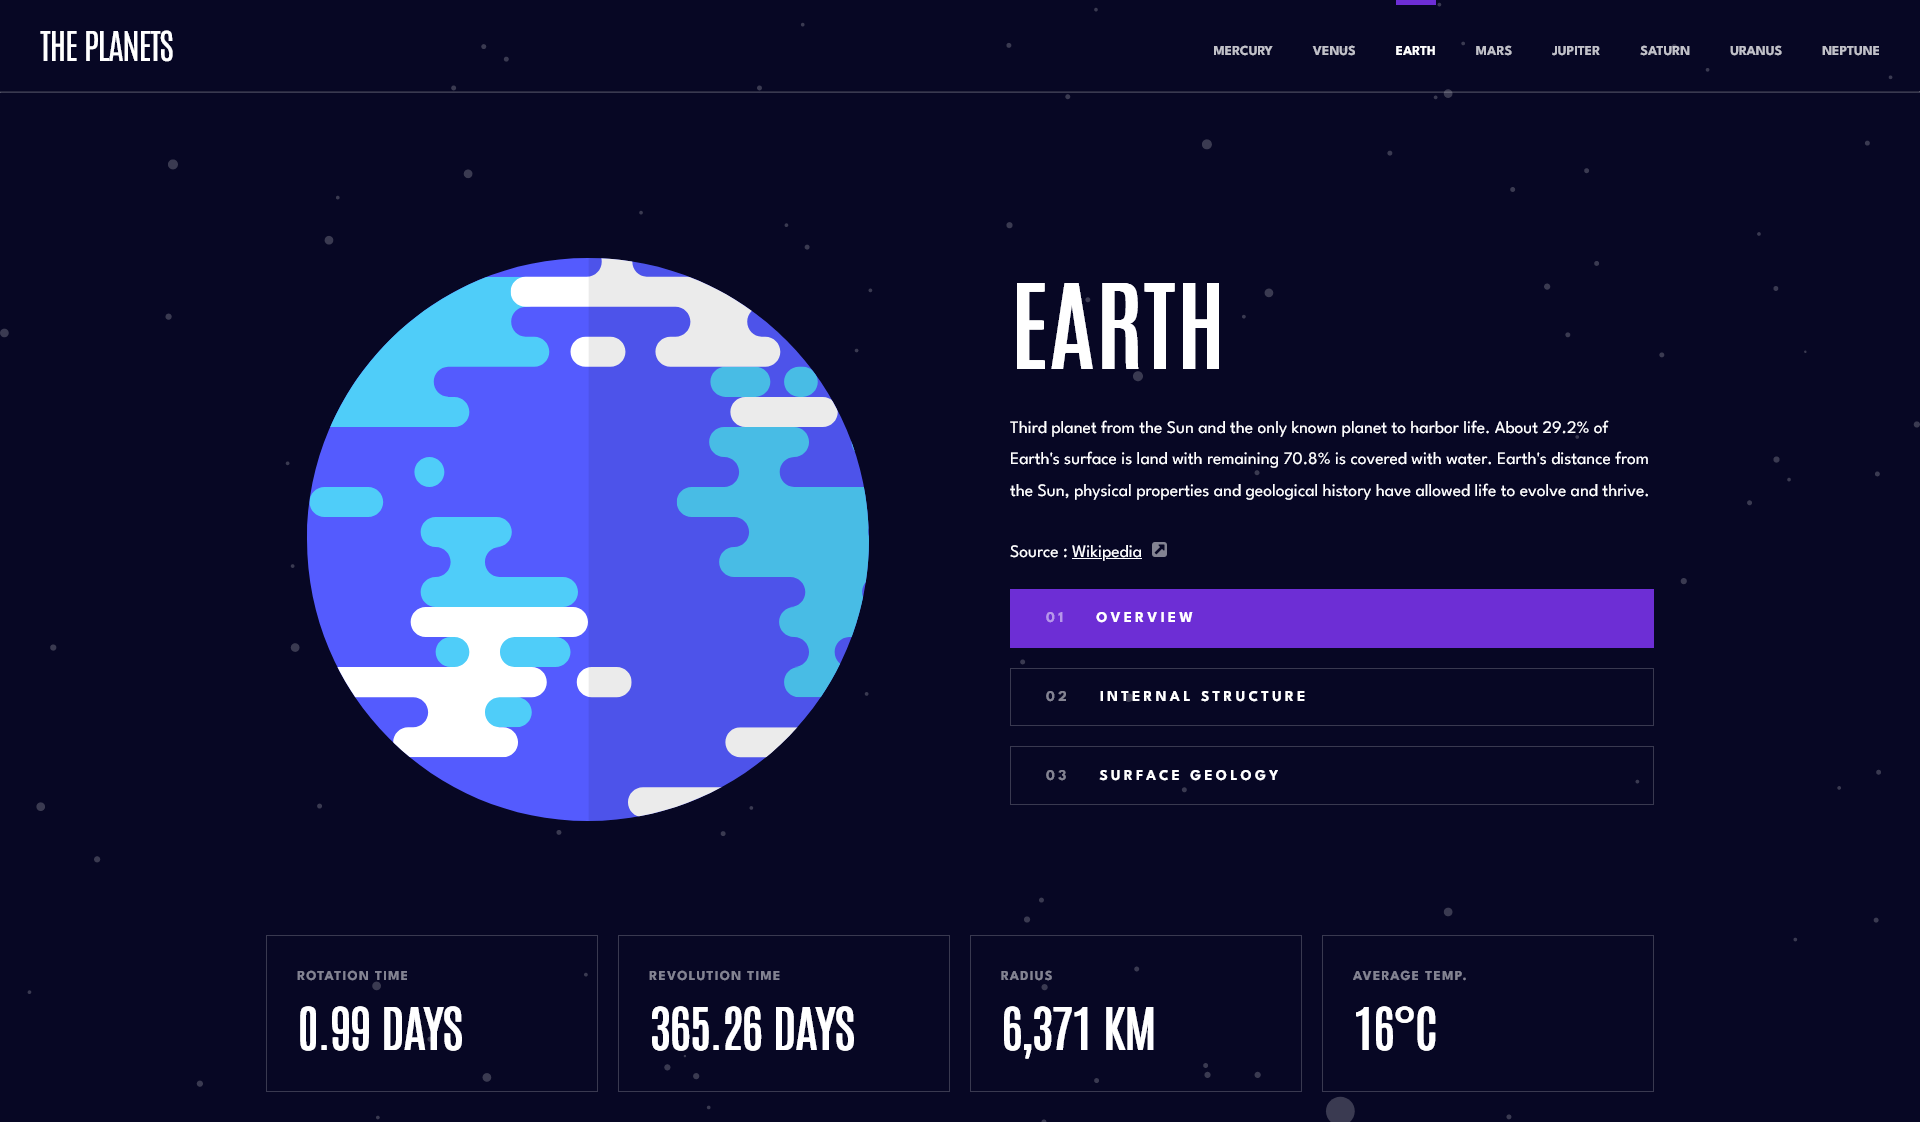 THE PLANETS
MERCURY VENUS EARTH MARS JUPITER SATURN URANUS NEPTUNE
EARTH
Third planet from the Sun and the only known planet to harbor life. About 29.2% of
Earth's surface is land with remaining 70.8% is covered with water. Earth's distance from
the Sun, physical properties and geological history have allowed life to evolve and thrive.
Source : Wikipedia
01 OVERVIEW
02 INTERNAL STRUCTURE
03 SURFACE GEOLOGY
ROTATION TIME
0.99 DAYS
REVOLUTION TIME
365.26 DAYS
RADIUS
6,371 KM
AVERAGE TEMP.
16°C